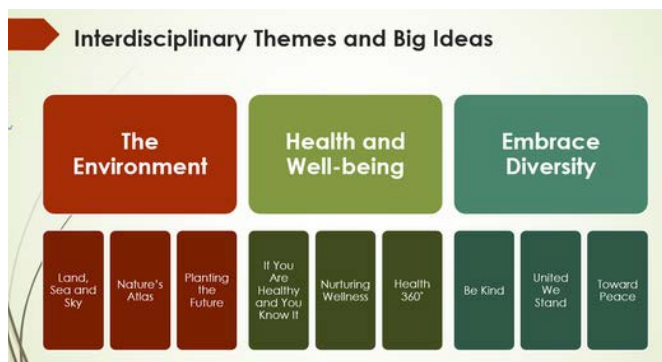 Interdisciplinary Themes and Big Ideas
The
Environment
Health and
Well-being
Embrace
Diversity
Land,
Sea and
Sky
Nature's
Atlas
Planting
the
Future
If You
Are
Healthy
and You
Know It
Nurturing
Wellness
Health
360°
Be Kind
United
We
Stand
Toward
Peace